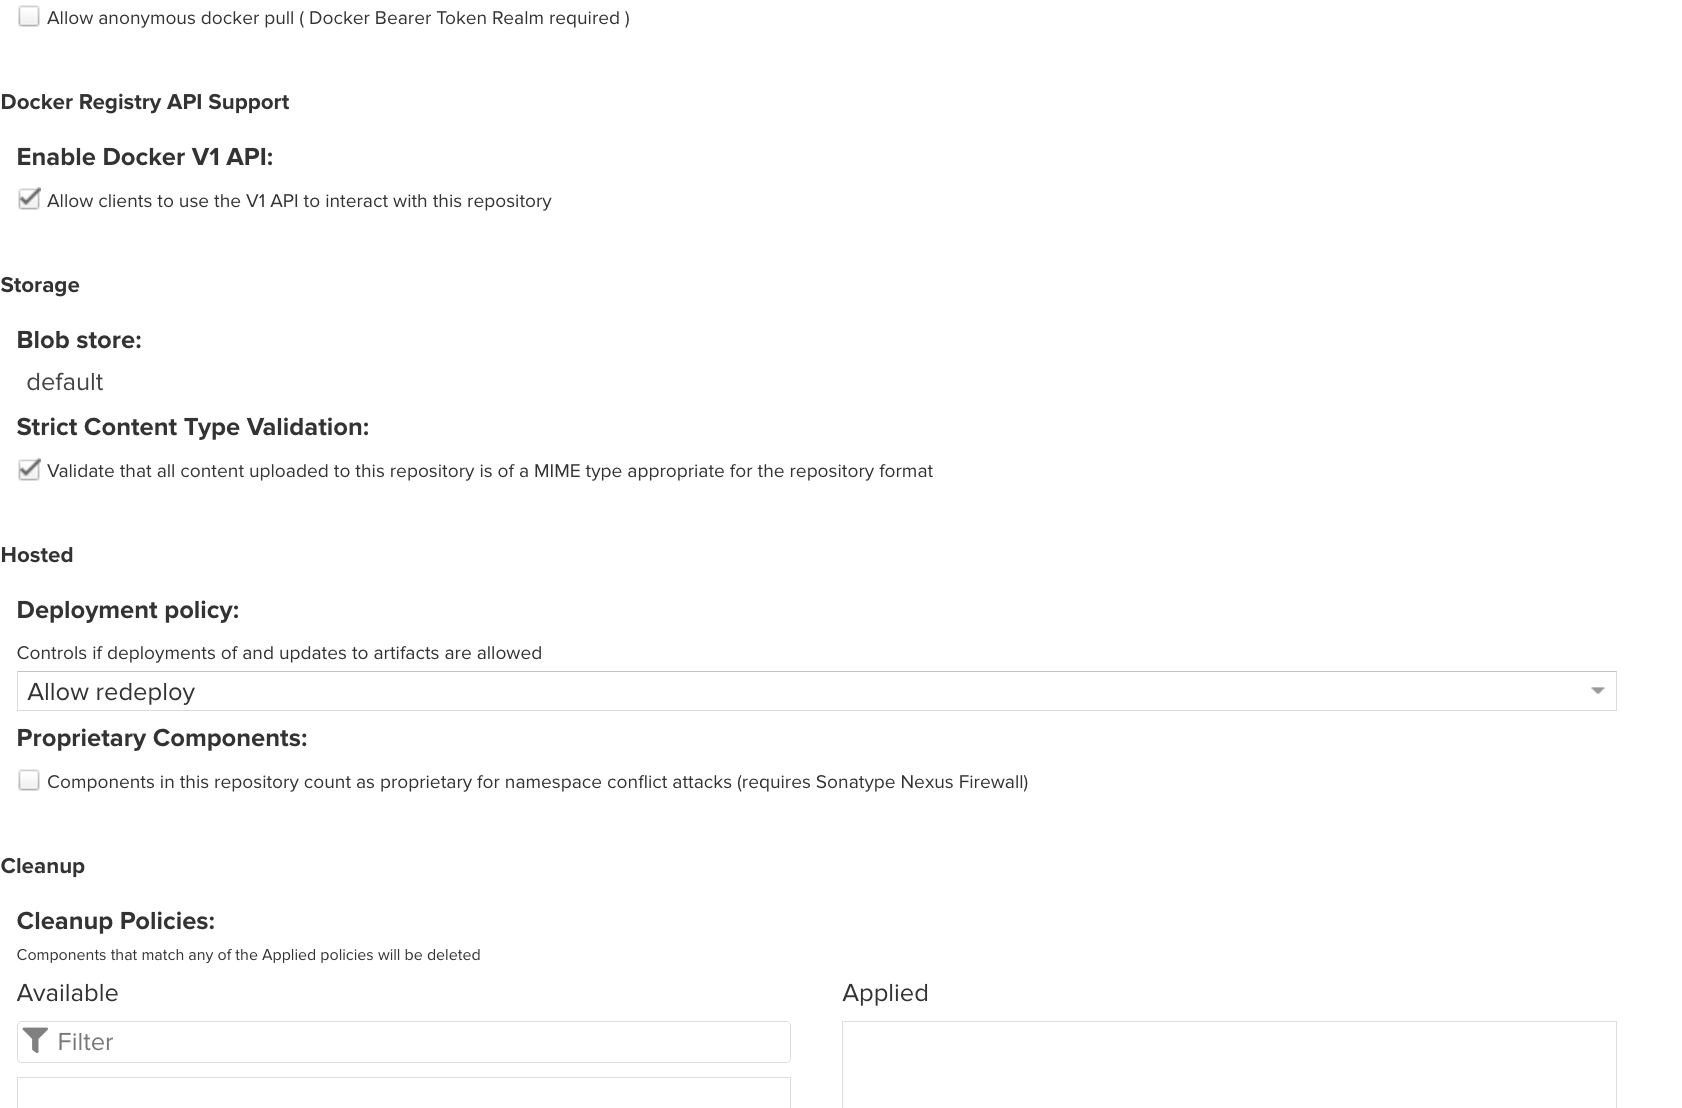 Allow anonymous docker pull ( Docker Bearer Token Realm required )
Docker Registry API Support
Enable Docker V1 API:
Allow clients to use the V1 API to interact with this repository
Storage
Blob store:
default
Strict Content Type Validation:
Validate that all content uploaded to this repository is of a MIME type appropriate for the repository format
Hosted
Deployment policy:
Controls if deployments of and updates to artifacts are allowed
Allow redeploy
Proprietary Components:
Components in this repository count as proprietary for namespace conflict attacks (requires Sonatype Nexus Firewall)
Cleanup
Cleanup Policies:
Components that match any of the Applied policies will be deleted
Available
Applied
Filter